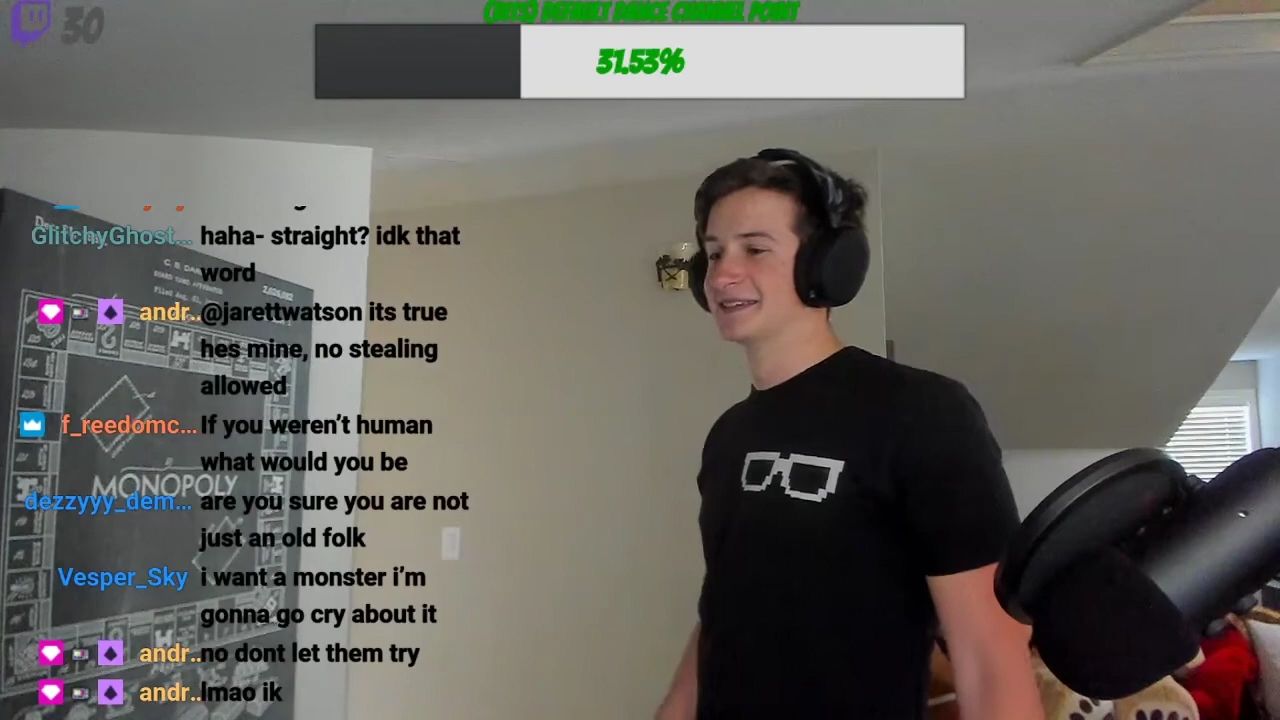 30
(BITS) DEFAULT DANCE CHANNEL POINT
31.53%
GlitchyGhost... haha- straight? idk that
word
andr.. @jarettwatson its true
hes mine, no stealing
allowed
f_reedomc... If you weren't human
what would you be
dezzyyy_dem... are you sure you are not
just an old folk
Vesper_Sky i want a monster i'm
gonna go cry about it
andr.. no dont let them try
andr.. lmao ik
MONOPOLY